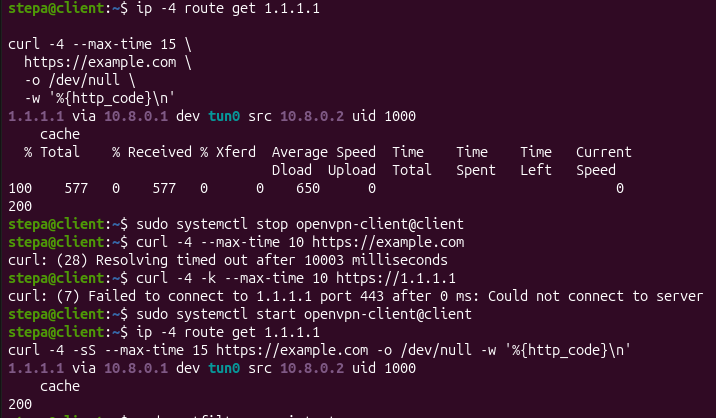 stepa@client:~$ ip -4 route get 1.1.1.1
curl -4 --max-time 15 \
  https://example.com \
  -o /dev/null \
  -w '%{http_code}\n'
1.1.1.1 via 10.8.0.1 dev tun0 src 10.8.0.2 uid 1000
    cache
  % Total    % Received % Xferd  Average Speed   Time    Time     Time  Current
                                 Dload  Upload   Total   Spent    Left  Speed
100    577   0    577   0      0    650      0                              0
200
stepa@client:~$ sudo systemctl stop openvpn-client@client
stepa@client:~$ curl -4 --max-time 10 https://example.com
curl: (28) Resolving timed out after 10003 milliseconds
stepa@client:~$ curl -4 -k --max-time 10 https://1.1.1.1
curl: (7) Failed to connect to 1.1.1.1 port 443 after 0 ms: Could not connect to server
stepa@client:~$ sudo systemctl start openvpn-client@client
stepa@client:~$ ip -4 route get 1.1.1.1
curl -4 -sS --max-time 15 https://example.com -o /dev/null -w '%{http_code}\n'
1.1.1.1 via 10.8.0.1 dev tun0 src 10.8.0.2 uid 1000
    cache
200